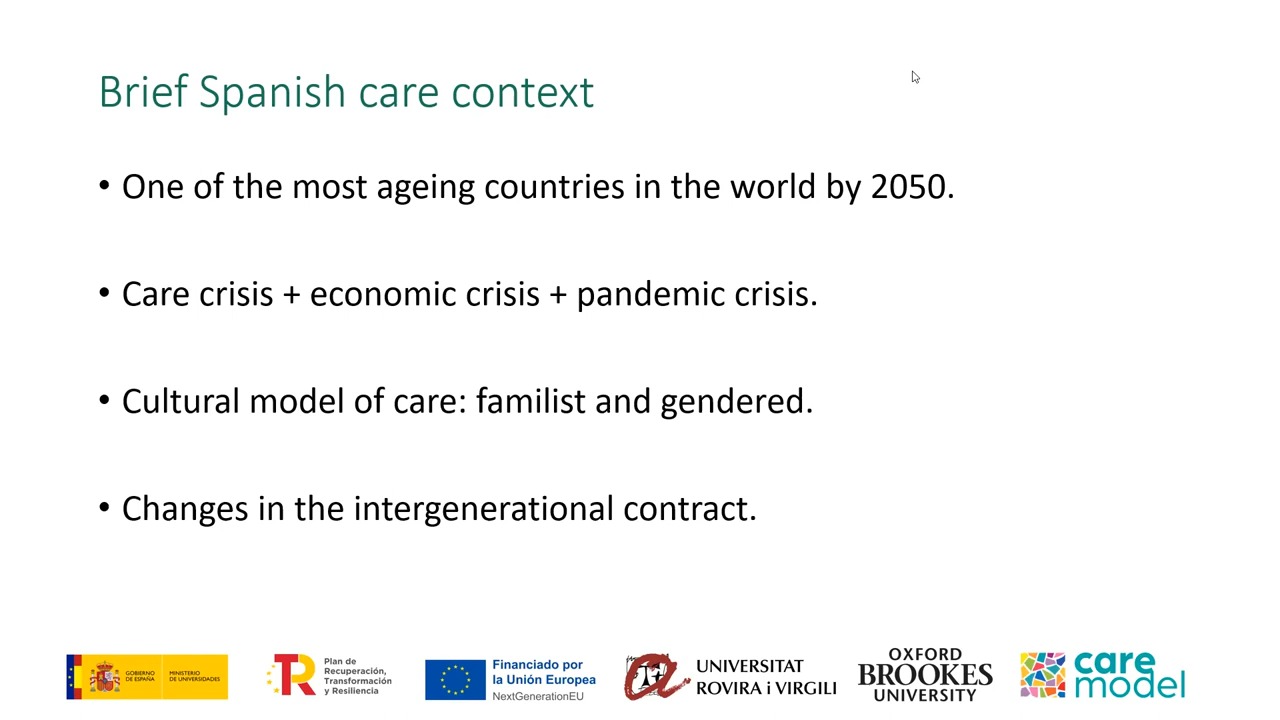 Brief Spanish care context
• One of the most ageing countries in the world by 2050.
• Care crisis + economic crisis + pandemic crisis.
• Cultural model of care: familist and gendered.
• Changes in the intergenerational contract.
GOBIERNO
DE ESPAÑA
MINISTERIO
DE UNIVERSIDADES
TR
Plan de
Recuperación,
Transformación
y Resiliencia
Financiado por
la Unión Europea
NextGenerationEU
UNIVERSITAT
ROVIRA i VIRGILI
OXFORD
BROOKES
UNIVERSITY
care
model